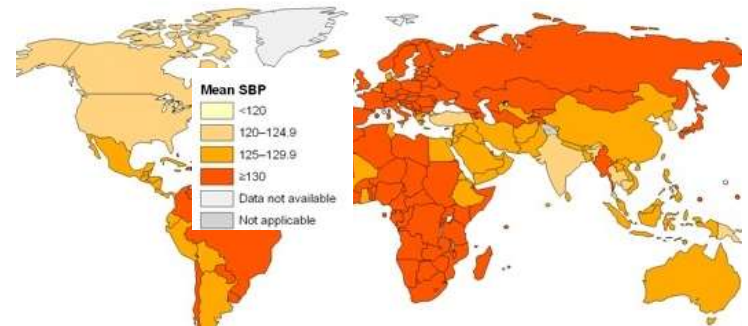 Mean SBP
<120
120–124.9
125–129.9
≥130
Data not available
Not applicable